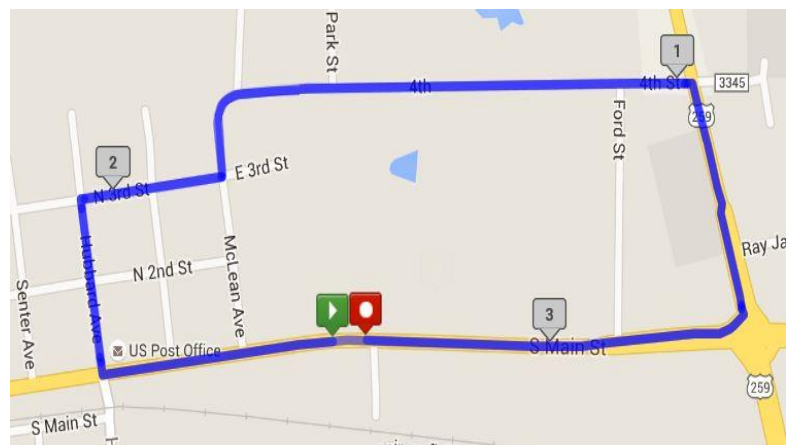 Park St
1
4th
4th St
3345
259
Ford St
2
E 3rd St
N 3rd St
Hubbard Ave
McLean Ave
N 2nd St
Ray Ja
Senter Ave
3
US Post Office
S Main St
259
S Main St
H